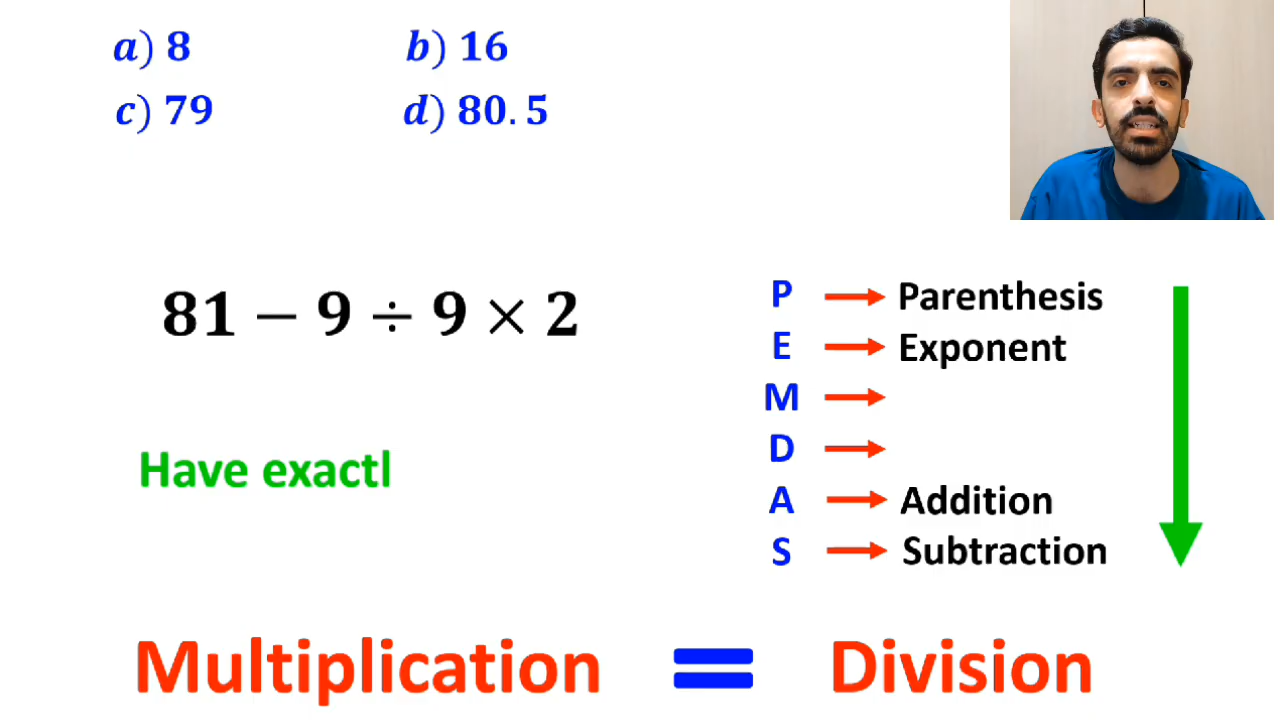 a) 8 b) 16
c) 79 d) 80.5
81 − 9 ÷ 9 × 2
P → Parenthesis
E → Exponent
M →
D →
A → Addition
S → Subtraction
Have exactl
Multiplication = Division